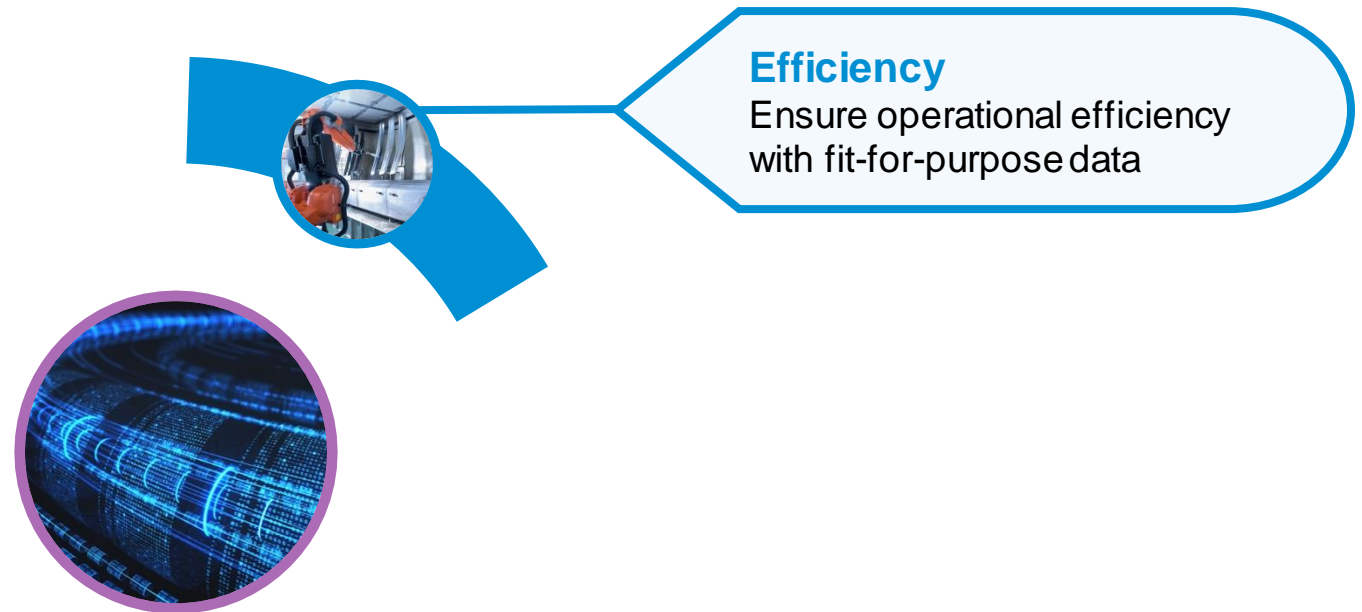 Efficiency
Ensure operational efficiency
with fit-for-purpose data